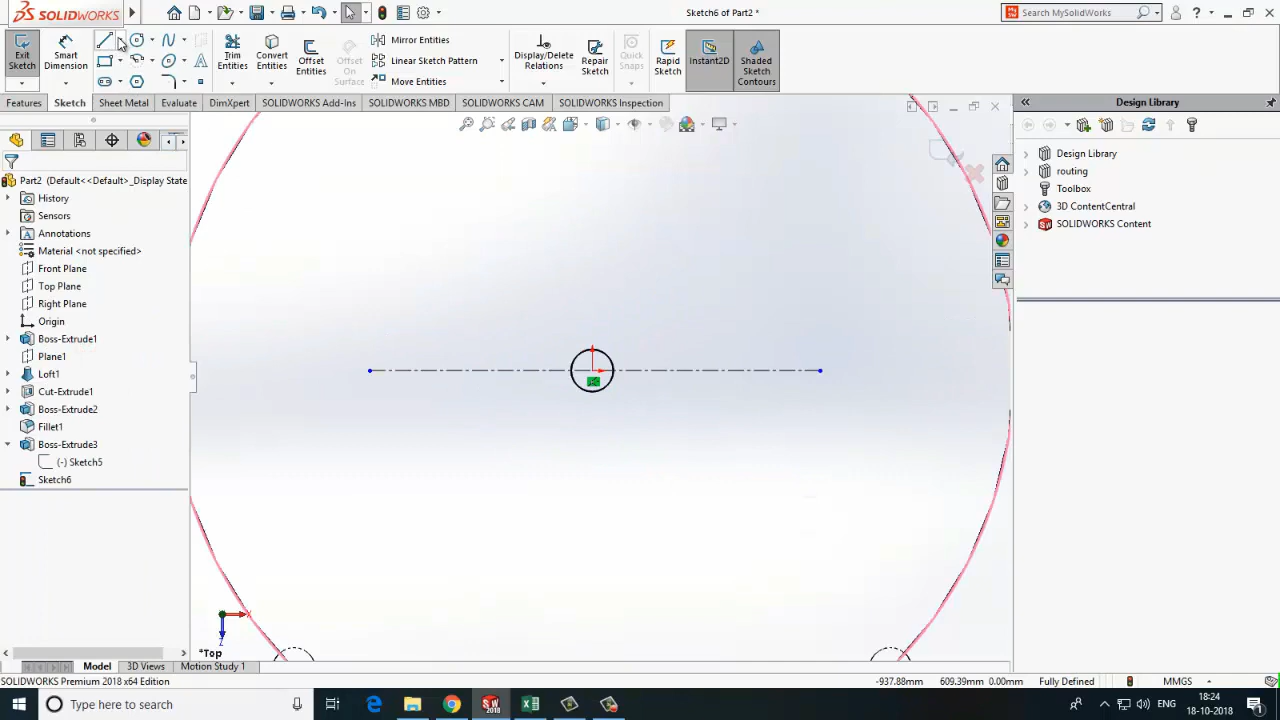 SOLIDWORKS
Sketch6 of Part2 *
Search MySolidWorks
Exit Sketch
Smart Dimension
Trim Entities
Convert Entities
Offset Entities
Offset On Surface
Mirror Entities
Linear Sketch Pattern
Move Entities
Display/Delete Relations
Repair Sketch
Quick Snaps
Rapid Sketch
Instant2D
Shaded Sketch Contours
Features
Sketch
Sheet Metal
Evaluate
DimXpert
SOLIDWORKS Add-Ins
SOLIDWORKS MBD
SOLIDWORKS CAM
SOLIDWORKS Inspection
Design Library
Part2 (Default<<Default>_Display State
History
Sensors
Annotations
Material <not specified>
Front Plane
Top Plane
Right Plane
Origin
Boss-Extrude1
Plane1
Loft1
Cut-Extrude1
Boss-Extrude2
Fillet1
Boss-Extrude3
(-) Sketch5
Sketch6
Design Library
routing
Toolbox
3D ContentCentral
SOLIDWORKS Content
X
Z
*Top
Model
3D Views
Motion Study 1
SOLIDWORKS Premium 2018 x64 Edition
-937.88mm
609.39mm
0.00mm
Fully Defined
MMGS
Type here to search
ENG
18:24
18-10-2018